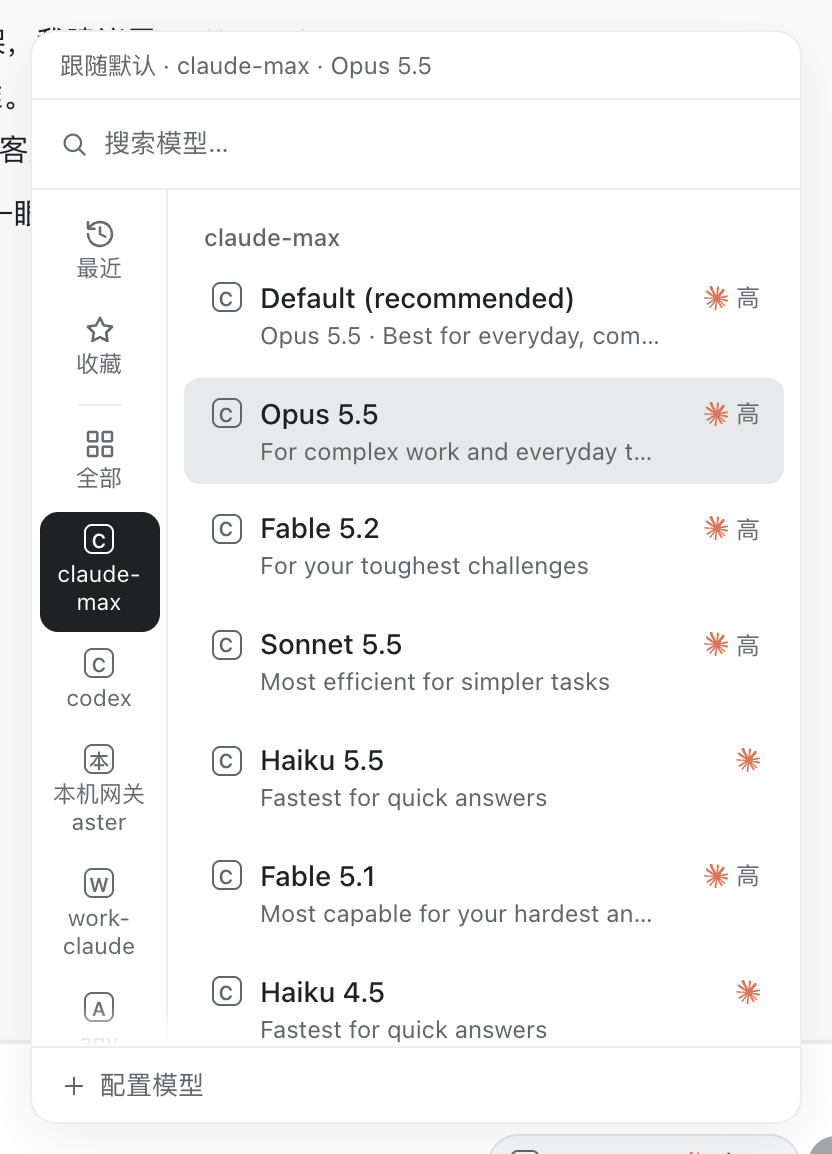 跟随默认 · claude-max · Opus 5.5
搜索模型...
最近
收藏
全部
C
claude-
max
C
codex
本
本机网关
aster
W
work-
claude
A
claude-max
C Default (recommended) 高
Opus 5.5 · Best for everyday, com...
C Opus 5.5 高
For complex work and everyday t...
C Fable 5.2 高
For your toughest challenges
C Sonnet 5.5 高
Most efficient for simpler tasks
C Haiku 5.5
Fastest for quick answers
C Fable 5.1 高
Most capable for your hardest an...
C Haiku 4.5
Fastest for quick answers
+ 配置模型